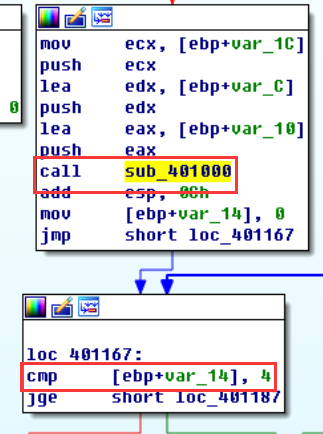 mov ecx, [ebp+var_1C]
push ecx
lea edx, [ebp+var_C]
push edx
0
lea eax, [ebp+var_10]
push eax
call sub_401000
add esp, 0Ch
mov [ebp+var_14], 0
jmp short loc_401167
loc_401167:
cmp [ebp+var_14], 4
jge short loc_401187